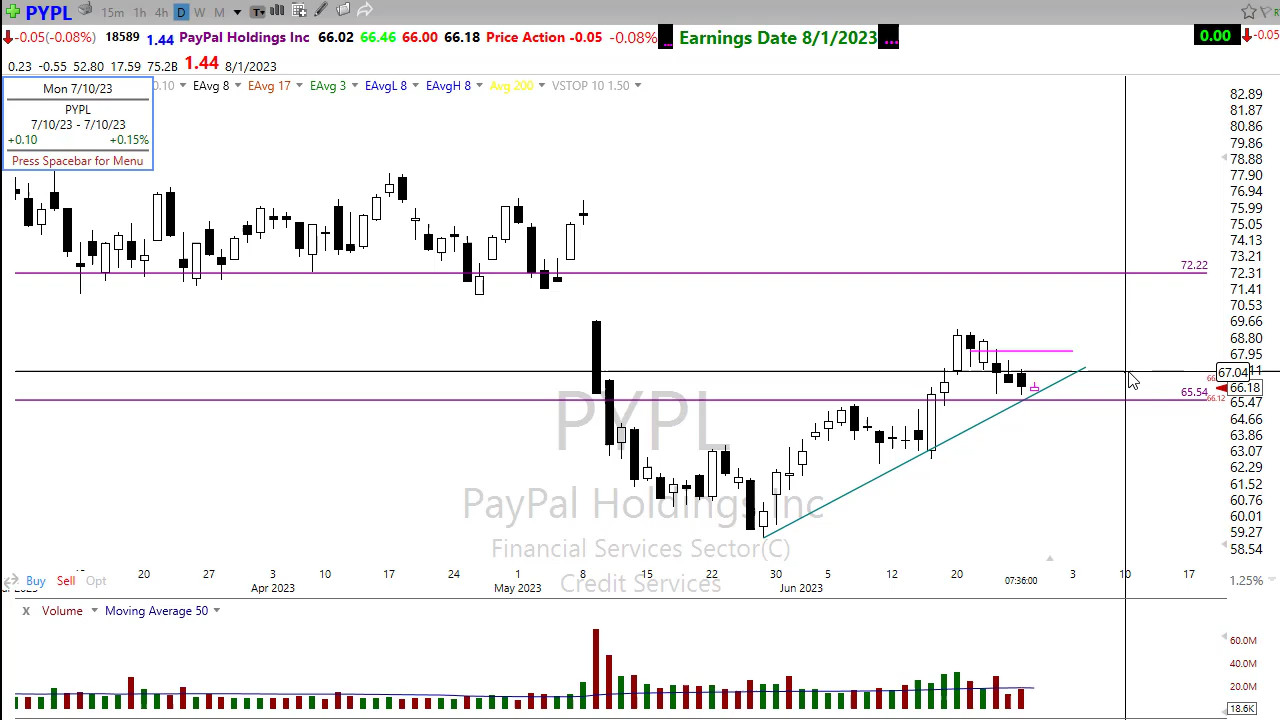 PYPL 15m 1h 4h D W M T
-0.05(-0.08%) 18589 1.44 PayPal Holdings Inc 66.02 66.46 66.00 66.18 Price Action -0.05 -0.08% ... Earnings Date 8/1/2023 ... 0.00 -0.05
0.23 -0.55 52.80 17.59 75.2B 1.44 8/1/2023
Mon 7/10/23
PYPL
7/10/23 - 7/10/23
+0.10 +0.15%
Press Spacebar for Menu
0.10 EAvg 8 EAvg 17 EAvg 3 EAvgL 8 EAvgH 8 Avg 200 VSTOP 10 1.50
82.89
81.87
80.86
79.86
78.88
77.90
76.94
75.99
75.05
74.13
73.21
72.22
72.31
71.41
70.53
69.66
68.80
67.95
67.04
66.18
65.54
66.12
65.47
64.66
63.86
63.07
62.29
61.52
60.76
60.01
59.27
58.54
PYPL
PayPal Holdings Inc
Financial Services Sector(C)
Credit Services
Buy Sell Opt
20 27 3 10 17 24 1 8 15 22 30 5 12 20 07:36:00 3 10 17 1.25%
Apr 2023 May 2023 Jun 2023
X Volume Moving Average 50
60.0M
40.0M
20.0M
18.6K